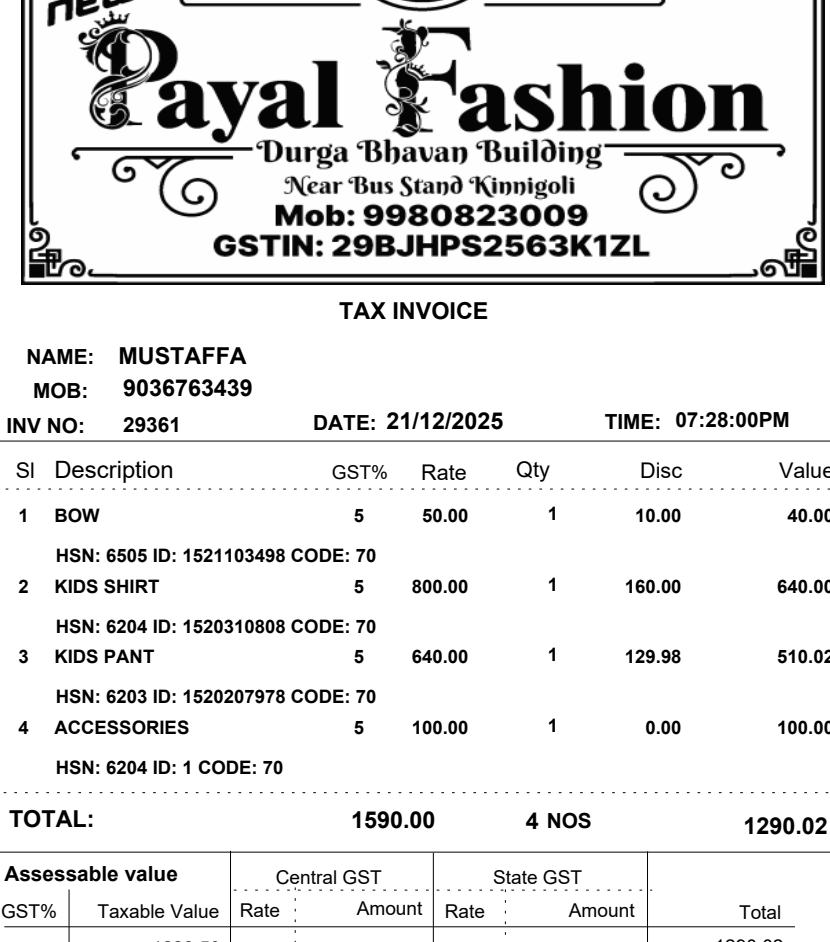 new
Payal Fashion
Durga Bhavan Building
Near Bus Stand Kinnigoli
Mob: 9980823009
GSTIN: 29BJHPS2563K1ZL
TAX INVOICE
NAME: MUSTAFFA
MOB: 9036763439
INV NO: 29361 DATE: 21/12/2025 TIME: 07:28:00PM
Sl Description GST% Rate Qty Disc Value
1 BOW 5 50.00 1 10.00 40.00
HSN: 6505 ID: 1521103498 CODE: 70
2 KIDS SHIRT 5 800.00 1 160.00 640.00
HSN: 6204 ID: 1520310808 CODE: 70
3 KIDS PANT 5 640.00 1 129.98 510.02
HSN: 6203 ID: 1520207978 CODE: 70
4 ACCESSORIES 5 100.00 1 0.00 100.00
HSN: 6204 ID: 1 CODE: 70
TOTAL: 1590.00 4 NOS 1290.02
Assessable value Central GST State GST
GST% Taxable Value Rate Amount Rate Amount Total